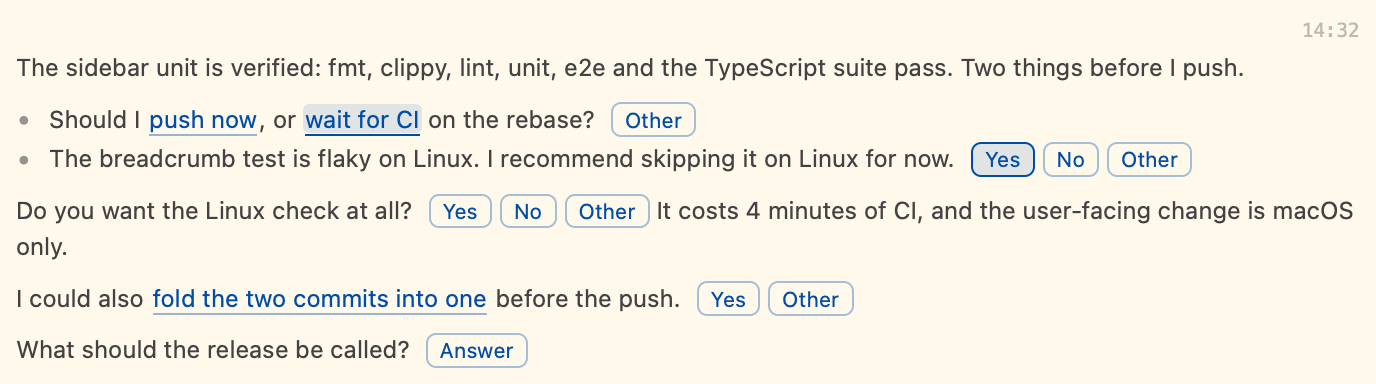 14:32
The sidebar unit is verified: fmt, clippy, lint, unit, e2e and the TypeScript suite pass. Two things before I push.
• Should I push now, or wait for CI on the rebase? Other
• The breadcrumb test is flaky on Linux. I recommend skipping it on Linux for now. Yes No Other
Do you want the Linux check at all? Yes No Other It costs 4 minutes of CI, and the user-facing change is macOS
only.
I could also fold the two commits into one before the push. Yes Other
What should the release be called? Answer